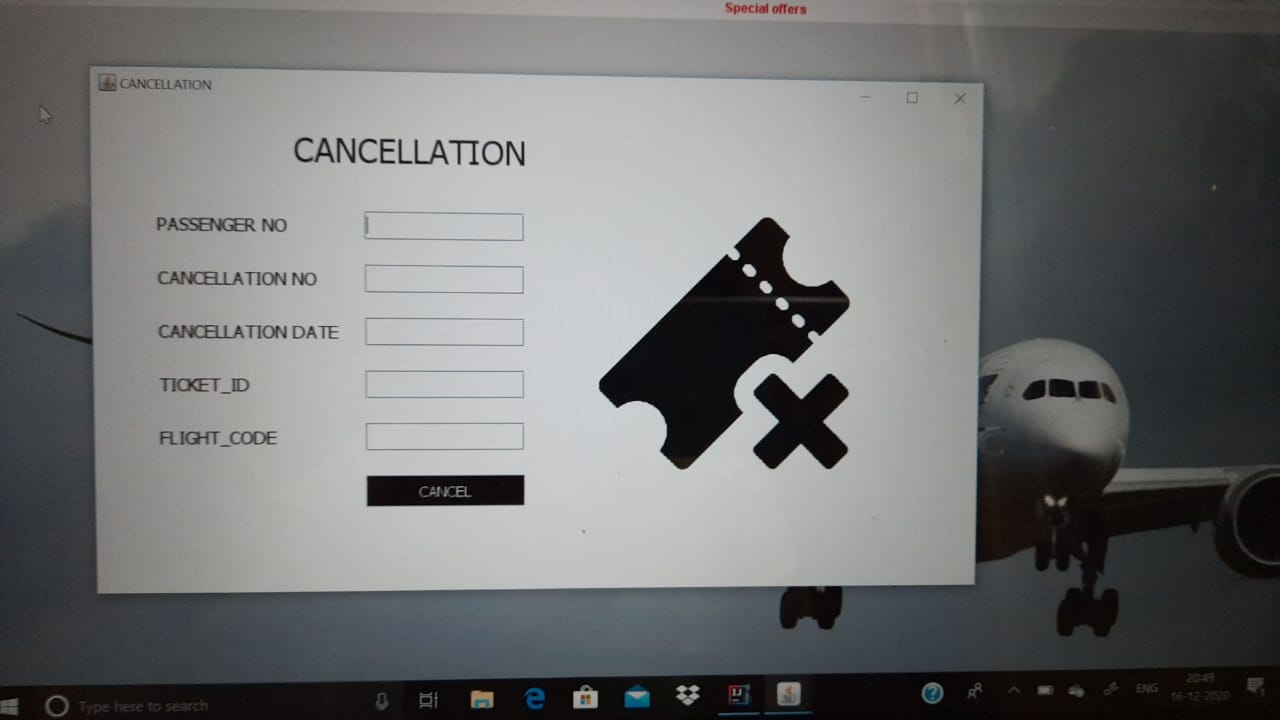 Special offers
CANCELLATION
CANCELLATION
PASSENGER NO
CANCELLATION NO
CANCELLATION DATE
TICKET_ID
FLIGHT_CODE
CANCEL
Type here to search
ENG
20:49
16-12-2020